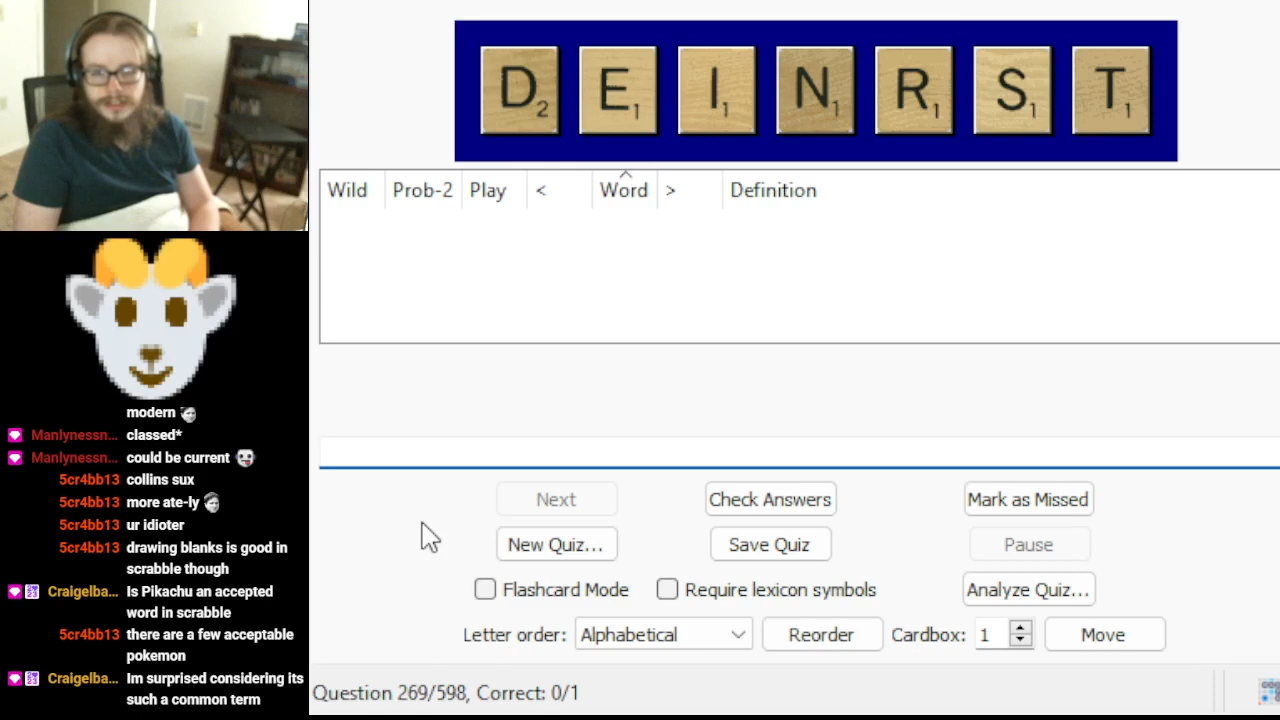 D2 E1 I1 N1 R1 S1 T1
Wild Prob-2 Play < Word > Definition
modern
Manlynessn... classed*
Manlynessn... could be current
5cr4bb13 collins sux
5cr4bb13 more ate-ly
5cr4bb13 ur idioter
5cr4bb13 drawing blanks is good in
scrabble though
Craigelba... Is Pikachu an accepted
word in scrabble
5cr4bb13 there are a few acceptable
pokemon
Craigelba... Im surprised considering its
such a common term
Next Check Answers Mark as Missed
New Quiz... Save Quiz Pause
Flashcard Mode Require lexicon symbols Analyze Quiz...
Letter order: Alphabetical Reorder Cardbox: 1 Move
Question 269/598, Correct: 0/1